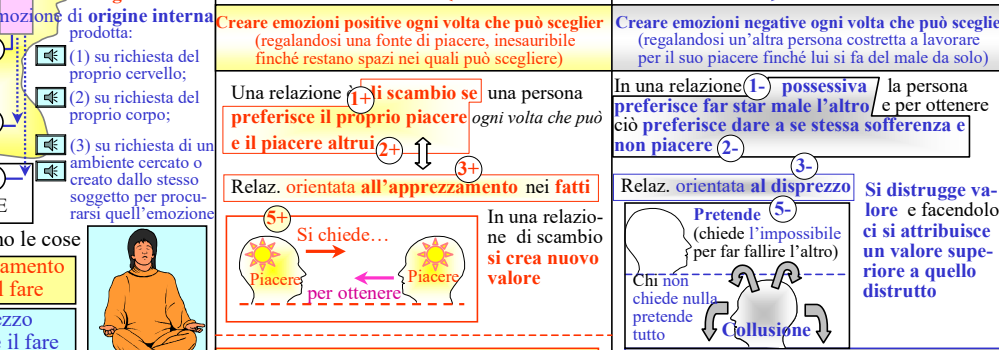 mozione di origine interna
prodotta:
(1) su richiesta del
proprio cervello;
(2) su richiesta del
proprio corpo;
(3) su richiesta di un
ambiente cercato o
creato dallo stesso
soggetto per procu-
rarsi quell'emozione
E
no le cose
amento
l fare
ezzo
e il fare
Creare emozioni positive ogni volta che può sceglier
(regalandosi una fonte di piacere, inesauribile
finché restano spazi nei quali può scegliere)
Una relazione è di scambio se una persona
1+
preferisce il proprio piacere ogni volta che può
e il piacere altrui
2+
3+
Relaz. orientata all'apprezzamento nei fatti
5+
Si chiede…
Piacere
Piacere
per ottenere
In una relazio-
ne di scambio
si crea nuovo
valore
Creare emozioni negative ogni volta che può sceglie
(regalandosi un'altra persona costretta a lavorare
per il suo piacere finché lui si fa del male da solo)
In una relazione 1- possessiva la persona
preferisce far star male l'altro e per ottenere
ciò preferisce dare a se stessa sofferenza e
non piacere 2-
3-
Relaz. orientata al disprezzo
Pretende 5-
(chiede l'impossibile
per far fallire l'altro)
Chi non
chiede nulla
pretende
tutto
Collusione
Si distrugge va-
lore e facendolo
ci si attribuisce
un valore supe-
riore a quello
distrutto